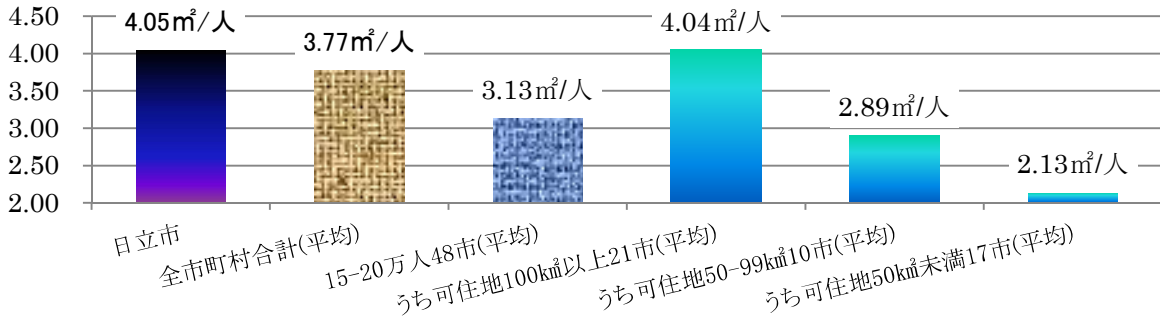 4.50
4.00
3.50
3.00
2.50
2.00
4.05㎡/人
3.77㎡/人
3.13㎡/人
4.04㎡/人
2.89㎡/人
2.13㎡/人
日立市
全市町村合計(平均)
15-20万人48市(平均)
うち可住地100k㎡以上21市(平均)
うち可住地50-99k㎡10市(平均)
うち可住地50k㎡未満17市(平均)